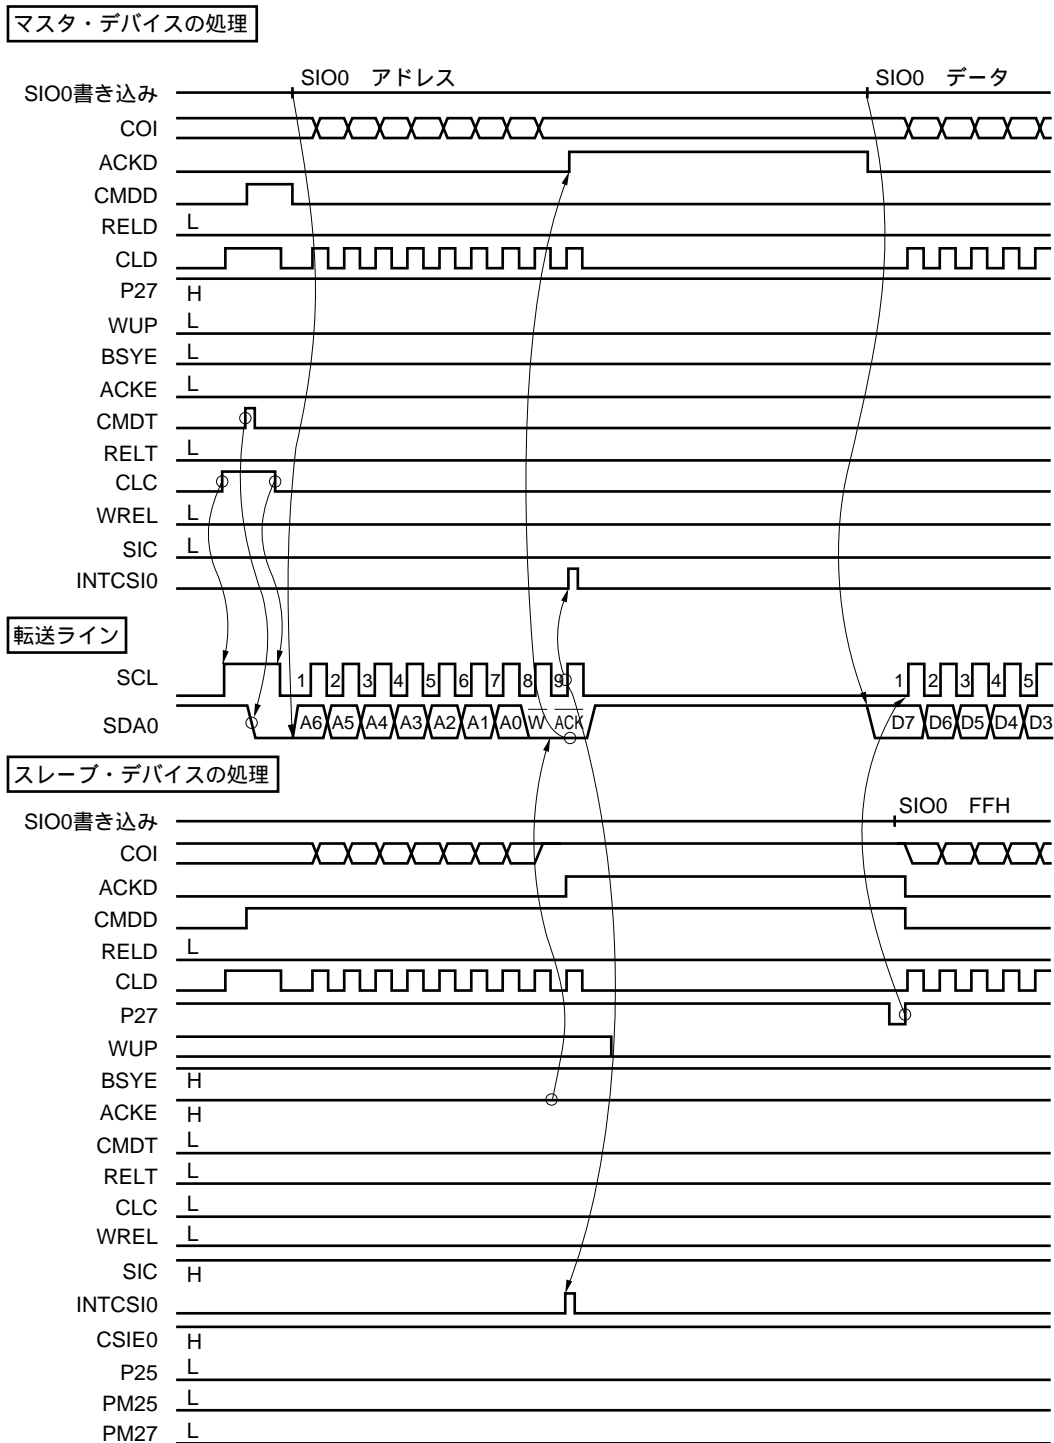 マスタ・デバイスの処理
SIO0 アドレス SIO0 データ
SIO0書き込み
COI
ACKD
CMDD
RELD L
CLD
P27 H
WUP L
BSYE L
ACKE L
CMDT
RELT L
CLC
WREL L
SIC L
INTCSI0
転送ライン
SCL 1 2 3 4 5 6 7 8 9 1 2 3 4 5
SDA0 A6 A5 A4 A3 A2 A1 A0 W ACK D7 D6 D5 D4 D3
スレーブ・デバイスの処理
SIO0 FFH
SIO0書き込み
COI
ACKD
CMDD
RELD L
CLD
P27
WUP
BSYE H
ACKE H
CMDT L
RELT L
CLC L
WREL L
SIC H
INTCSI0
CSIE0 H
P25 L
PM25 L
PM27 L